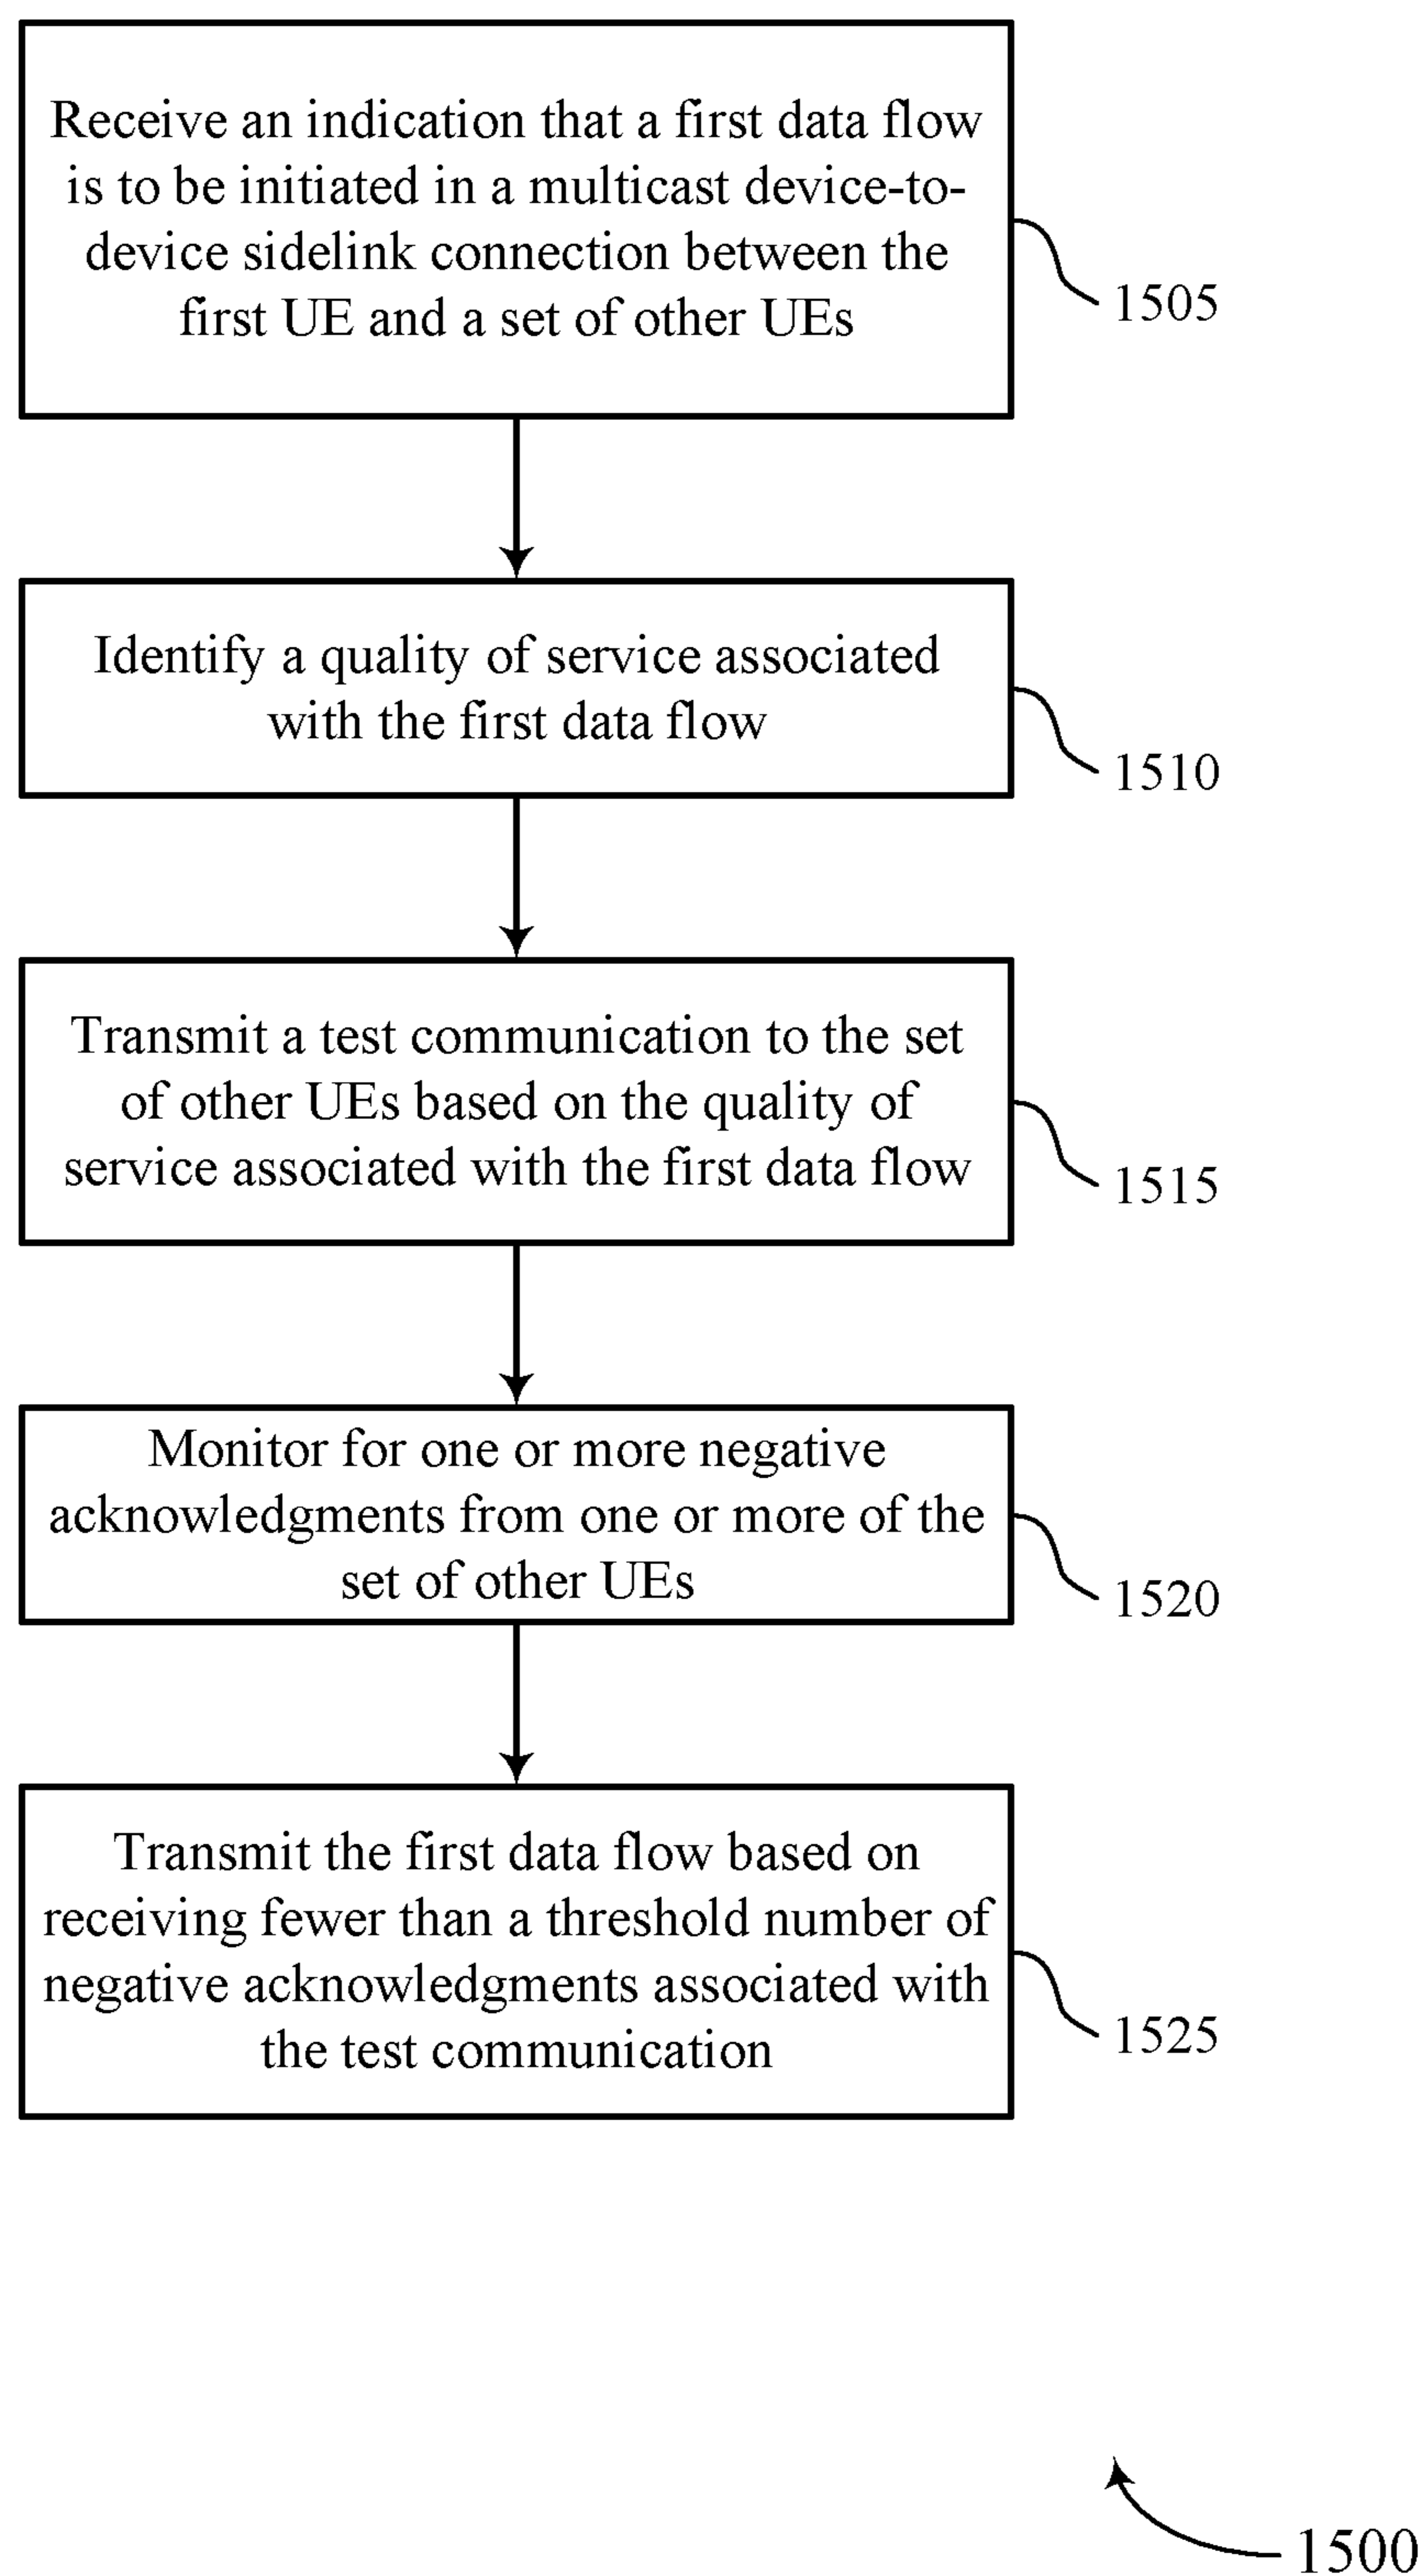 Receive an indication that a first data flow
is to be initiated in a multicast device-to-
device sidelink connection between the
first UE and a set of other UEs
1505
Identify a quality of service associated
with the first data flow
1510
Transmit a test communication to the set
of other UEs based on the quality of
service associated with the first data flow
1515
Monitor for one or more negative
acknowledgments from one or more of the
set of other UEs
1520
Transmit the first data flow based on
receiving fewer than a threshold number of
negative acknowledgments associated with
the test communication
1525
1500